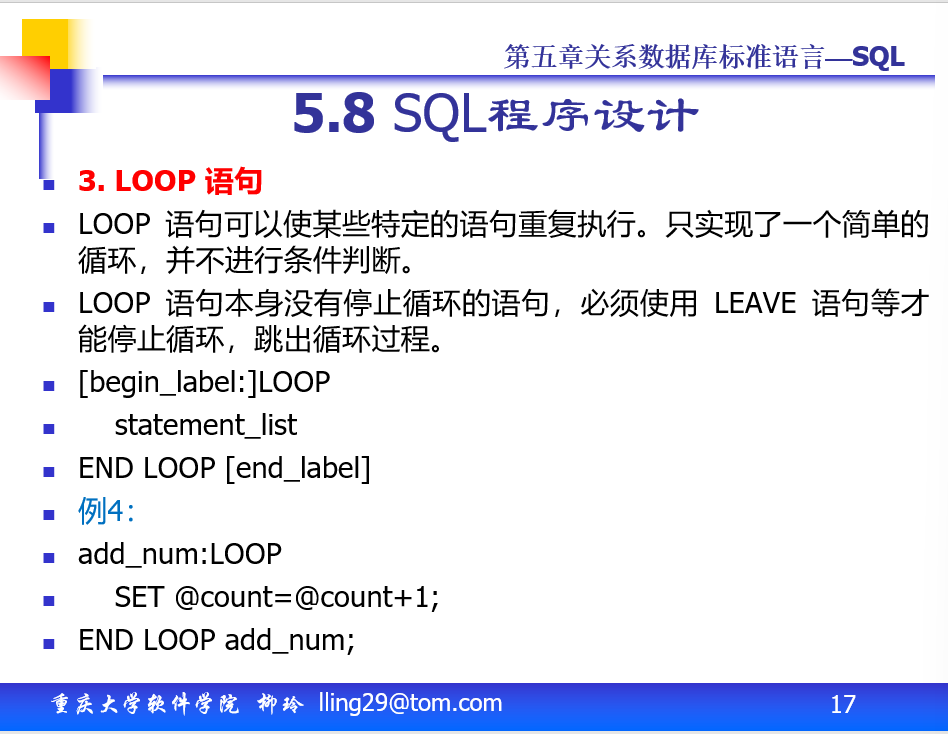 第五章关系数据库标准语言—SQL
5.8 SQL程序设计
3. LOOP 语句
LOOP 语句可以使某些特定的语句重复执行。只实现了一个简单的
循环，并不进行条件判断。
LOOP 语句本身没有停止循环的语句，必须使用 LEAVE 语句等才
能停止循环，跳出循环过程。
[begin_label:]LOOP
statement_list
END LOOP [end_label]
例4：
add_num:LOOP
SET @count=@count+1;
END LOOP add_num;
重庆大学软件学院 柳玲 lling29@tom.com 17